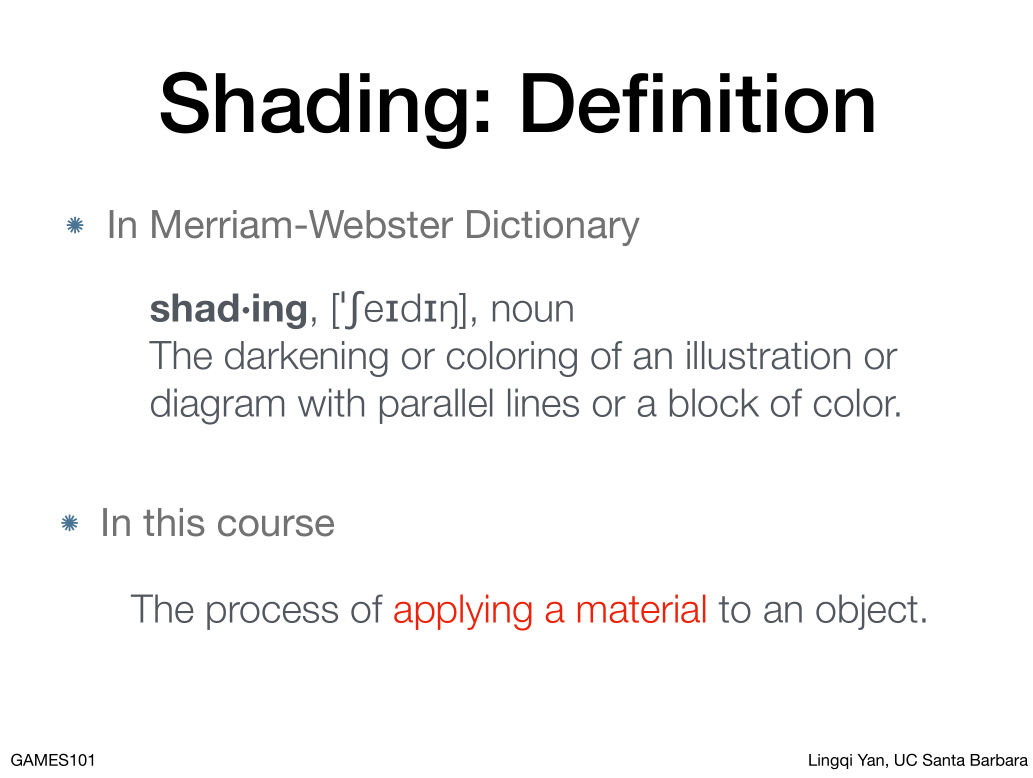 Shading: Definition
In Merriam-Webster Dictionary
shad·ing, [ˈʃeɪdɪŋ], noun
The darkening or coloring of an illustration or
diagram with parallel lines or a block of color.
In this course
The process of applying a material to an object.
GAMES101
Lingqi Yan, UC Santa Barbara